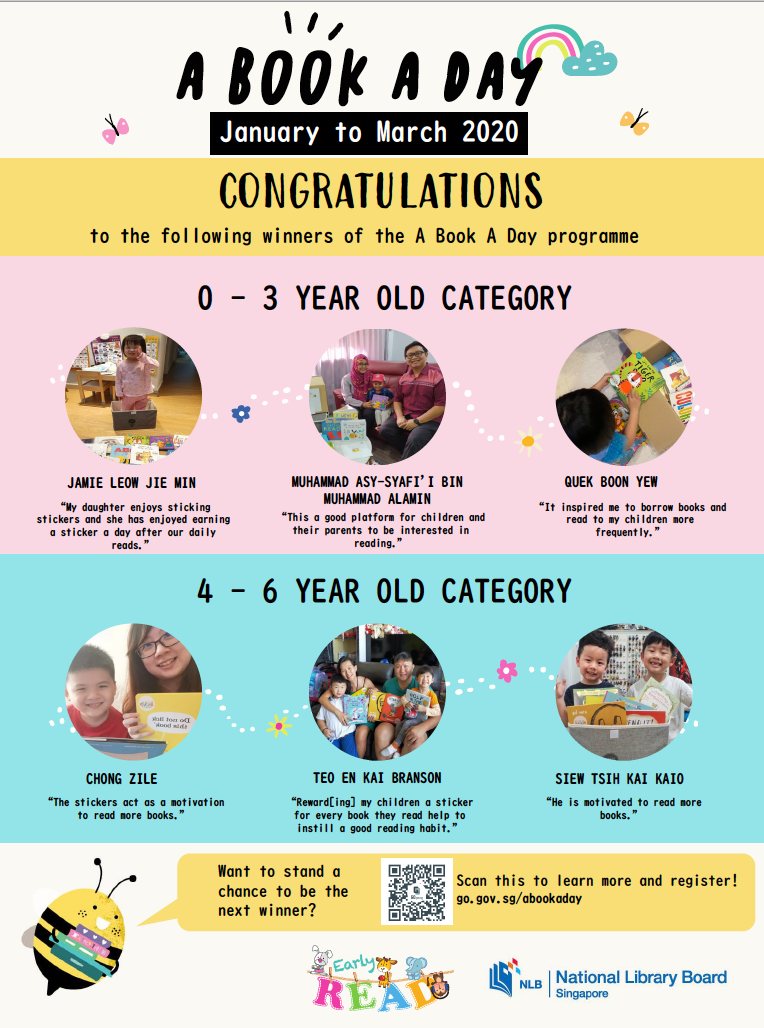 A BOOK A DAY
January to March 2020
CONGRATULATIONS
to the following winners of the A Book A Day programme
0 - 3 YEAR OLD CATEGORY
JAMIE LEOW JIE MIN
“My daughter enjoys sticking
stickers and she has enjoyed earning
a sticker a day after our daily
reads.”
MUHAMMAD ASY-SYAFI’I BIN
MUHAMMAD ALAMIN
“This a good platform for children and
their parents to be interested in
reading.”
QUEK BOON YEW
“It inspired me to borrow books and
read to my children more
frequently.”
4 - 6 YEAR OLD CATEGORY
Do not lick
this book
CHONG ZILE
“The stickers act as a motivation
to read more books.”
TEO EN KAI BRANSON
“Reward[ing] my children a sticker
for every book they read help to
instill a good reading habit.”
SIEW TSIH KAI KAIO
“He is motivated to read more
books.”
Want to stand a
chance to be the
next winner?
Scan this to learn more and register!
go.gov.sg/abookaday
Early
READ
NLB
National Library Board
Singapore